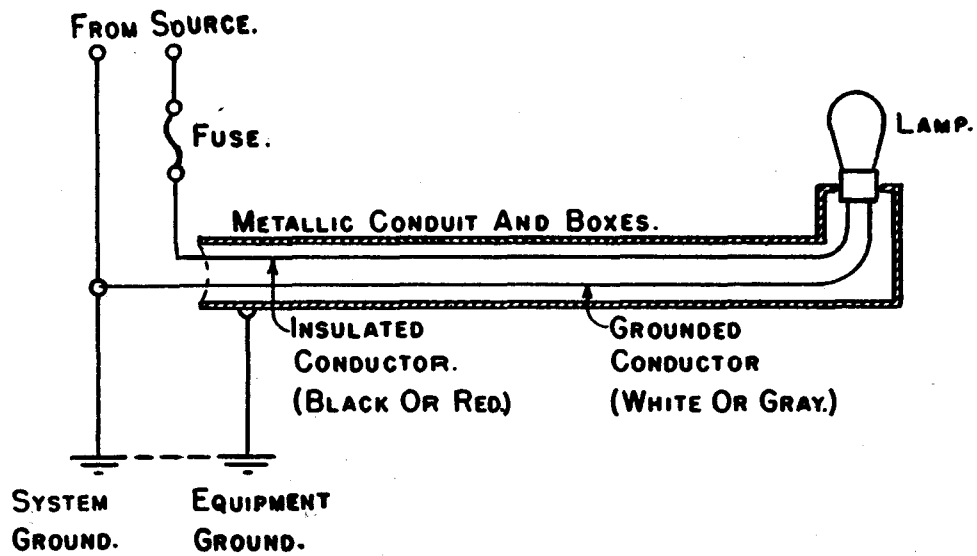 FROM SOURCE.
FUSE.
LAMP.
METALLIC CONDUIT AND BOXES.
INSULATED
CONDUCTOR.
(BLACK OR RED.)
GROUNDED
CONDUCTOR
(WHITE OR GRAY.)
SYSTEM
GROUND.
EQUIPMENT
GROUND.